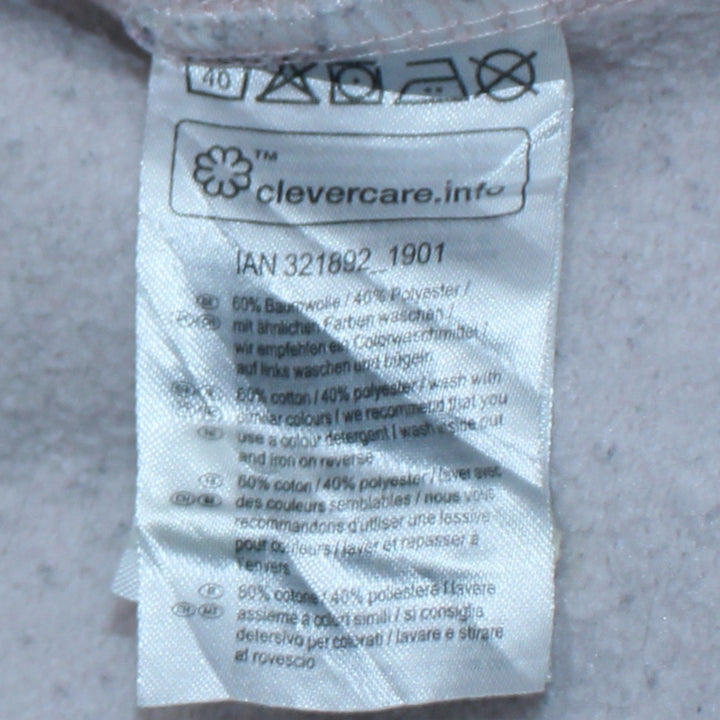 40
™
clevercare.info
IAN 321892_1901
60% Baumwolle / 40% Polyester /
mit ähnlichen Farben waschen /
wir empfehlen ein Colorwaschmittel /
auf links waschen und bügeln
60% cotton / 40% polyester / wash with
similar colours / we recommend that you
use a colour detergent / wash inside out
and iron on reverse
60% coton / 40% polyester / laver avec
des couleurs semblables / nous vous
recommandons d'utiliser une lessive
pour couleurs / laver et repasser à
l'envers
60% cotone / 40% poliestere / lavare
assieme a colori simili / si consiglia
detersivo per colorati / lavare e stirare
al rovescio